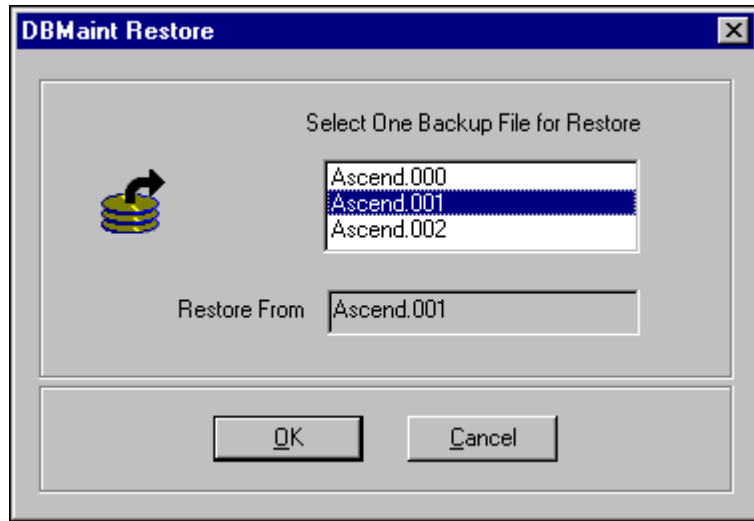 DBMaint Restore
Select One Backup File for Restore
Ascend.000
Ascend.001
Ascend.002
Restore From Ascend.001
OK Cancel